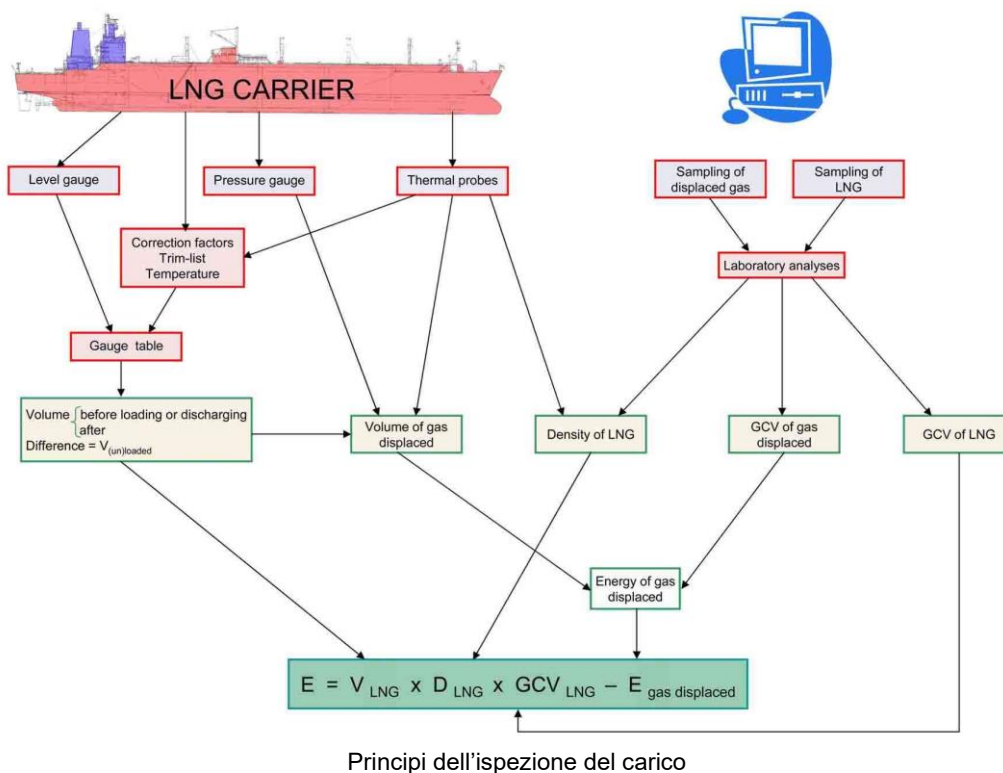 LNG CARRIER
Level gauge
Pressure gauge
Thermal probes
Sampling of
displaced gas
Sampling of
LNG
Correction factors
Trim-list
Temperature
Laboratory analyses
Gauge table
Volume { before loading or discharging
after
Difference = V(un)loaded
Volume of gas
displaced
Density of LNG
GCV of gas
displaced
GCV of LNG
Energy of gas
displaced
E = V LNG x D LNG x GCV LNG – E gas displaced
Principi dell’ispezione del carico